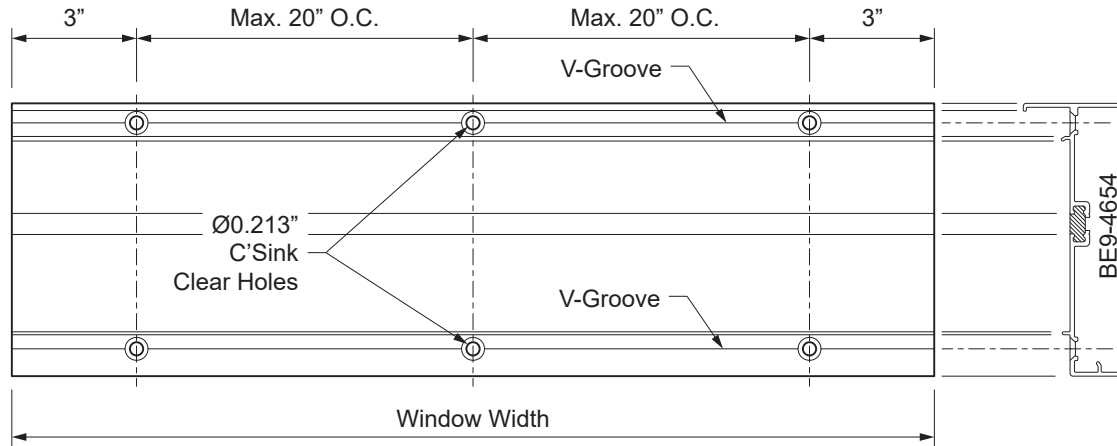 3” Max. 20” O.C. Max. 20” O.C. 3”
V-Groove
Ø0.213”
C’Sink
Clear Holes
V-Groove
Window Width
BE9-4654